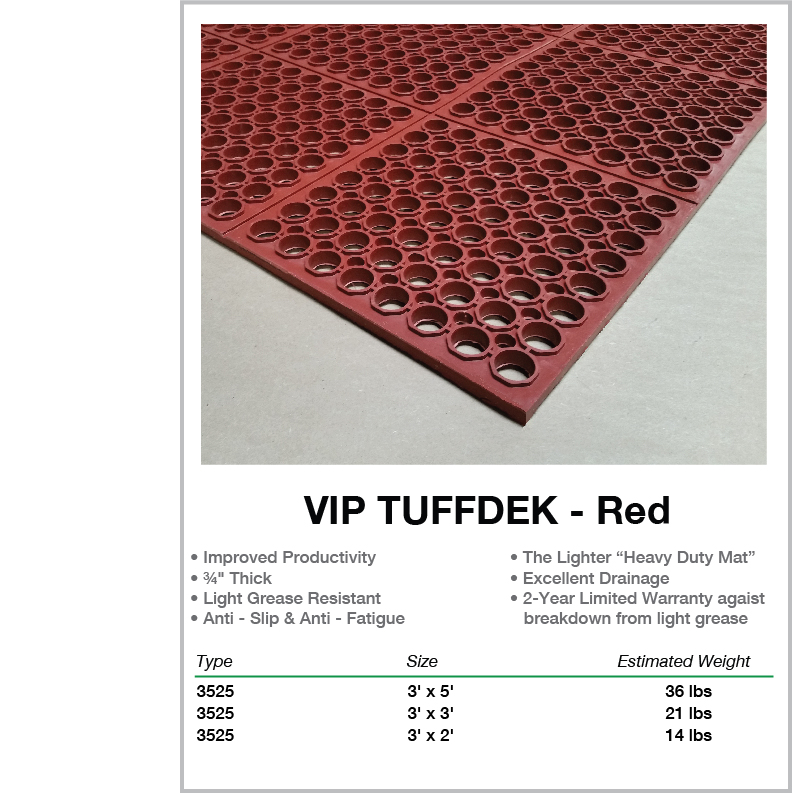 VIP TUFFDEK - Red
• Improved Productivity
• ¾" Thick
• Light Grease Resistant
• Anti - Slip & Anti - Fatigue
• The Lighter “Heavy Duty Mat”
• Excellent Drainage
• 2-Year Limited Warranty agaist
breakdown from light grease
Type Size Estimated Weight
3525 3' x 5' 36 lbs
3525 3' x 3' 21 lbs
3525 3' x 2' 14 lbs